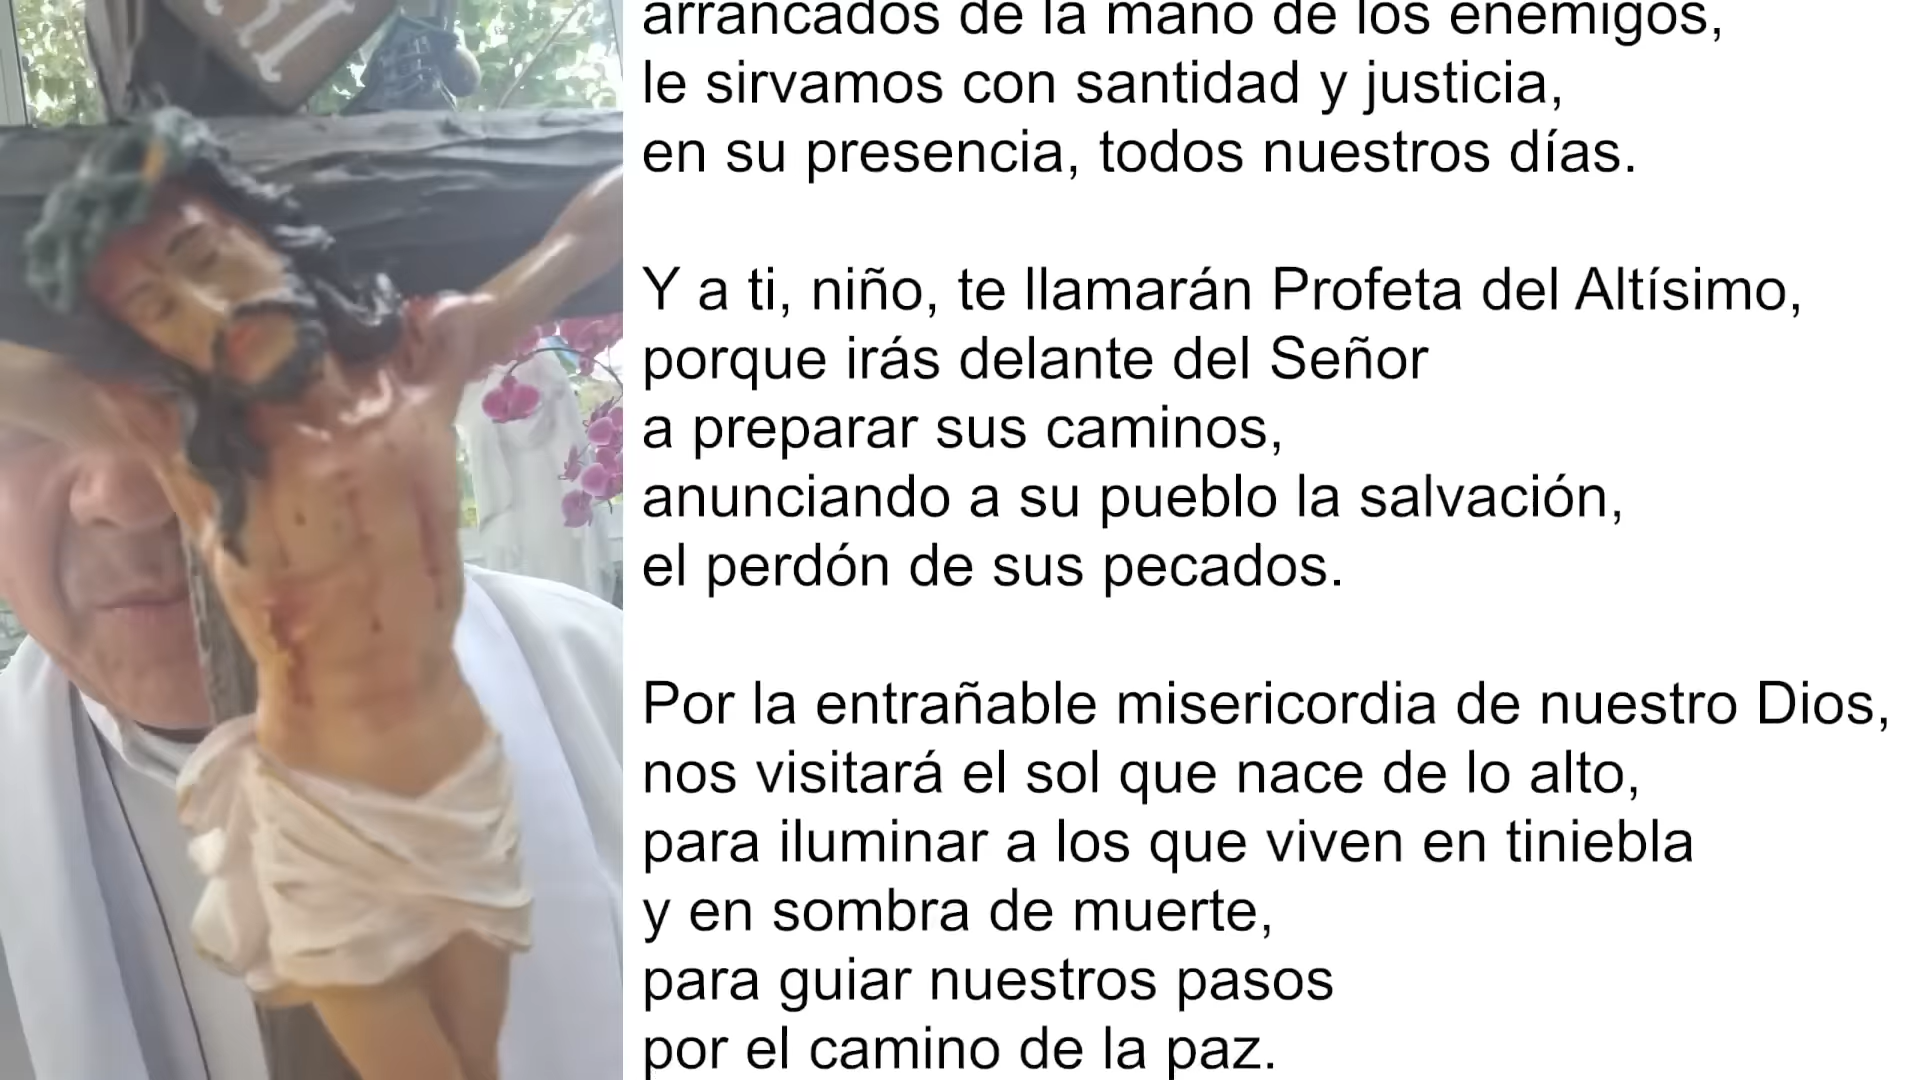 arrancados de la mano de los enemigos,
le sirvamos con santidad y justicia,
en su presencia, todos nuestros días.
Y a ti, niño, te llamarán Profeta del Altísimo,
porque irás delante del Señor
a preparar sus caminos,
anunciando a su pueblo la salvación,
el perdón de sus pecados.
Por la entrañable misericordia de nuestro Dios,
nos visitará el sol que nace de lo alto,
para iluminar a los que viven en tiniebla
y en sombra de muerte,
para guiar nuestros pasos
por el camino de la paz.